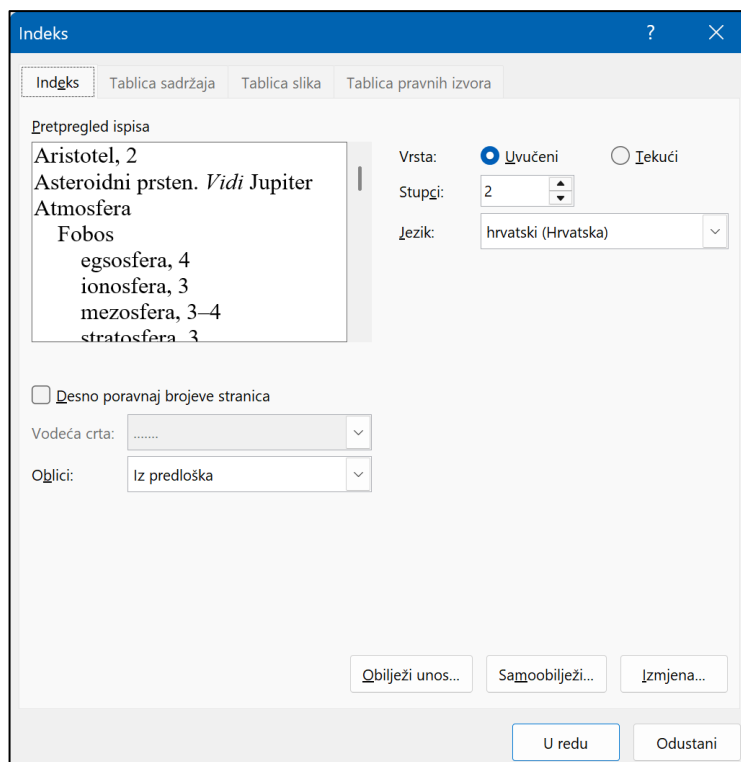 Indeks ?
Indeks Tablica sadržaja Tablica slika Tablica pravnih izvora
Pretpregled ispisa
Aristotel, 2
Asteroidni prsten. Vidi Jupiter
Atmosfera
Fobos
egsosfera, 4
ionosfera, 3
mezosfera, 3–4
stratosfera, 3
Vrsta: Uvučeni Tekući
Stupci: 2
Jezik: hrvatski (Hrvatska)
Desno poravnaj brojeve stranica
Vodeća crta: .......
Oblici: Iz predloška
Obilježi unos... Samoobilježi... Izmjena...
U redu Odustani